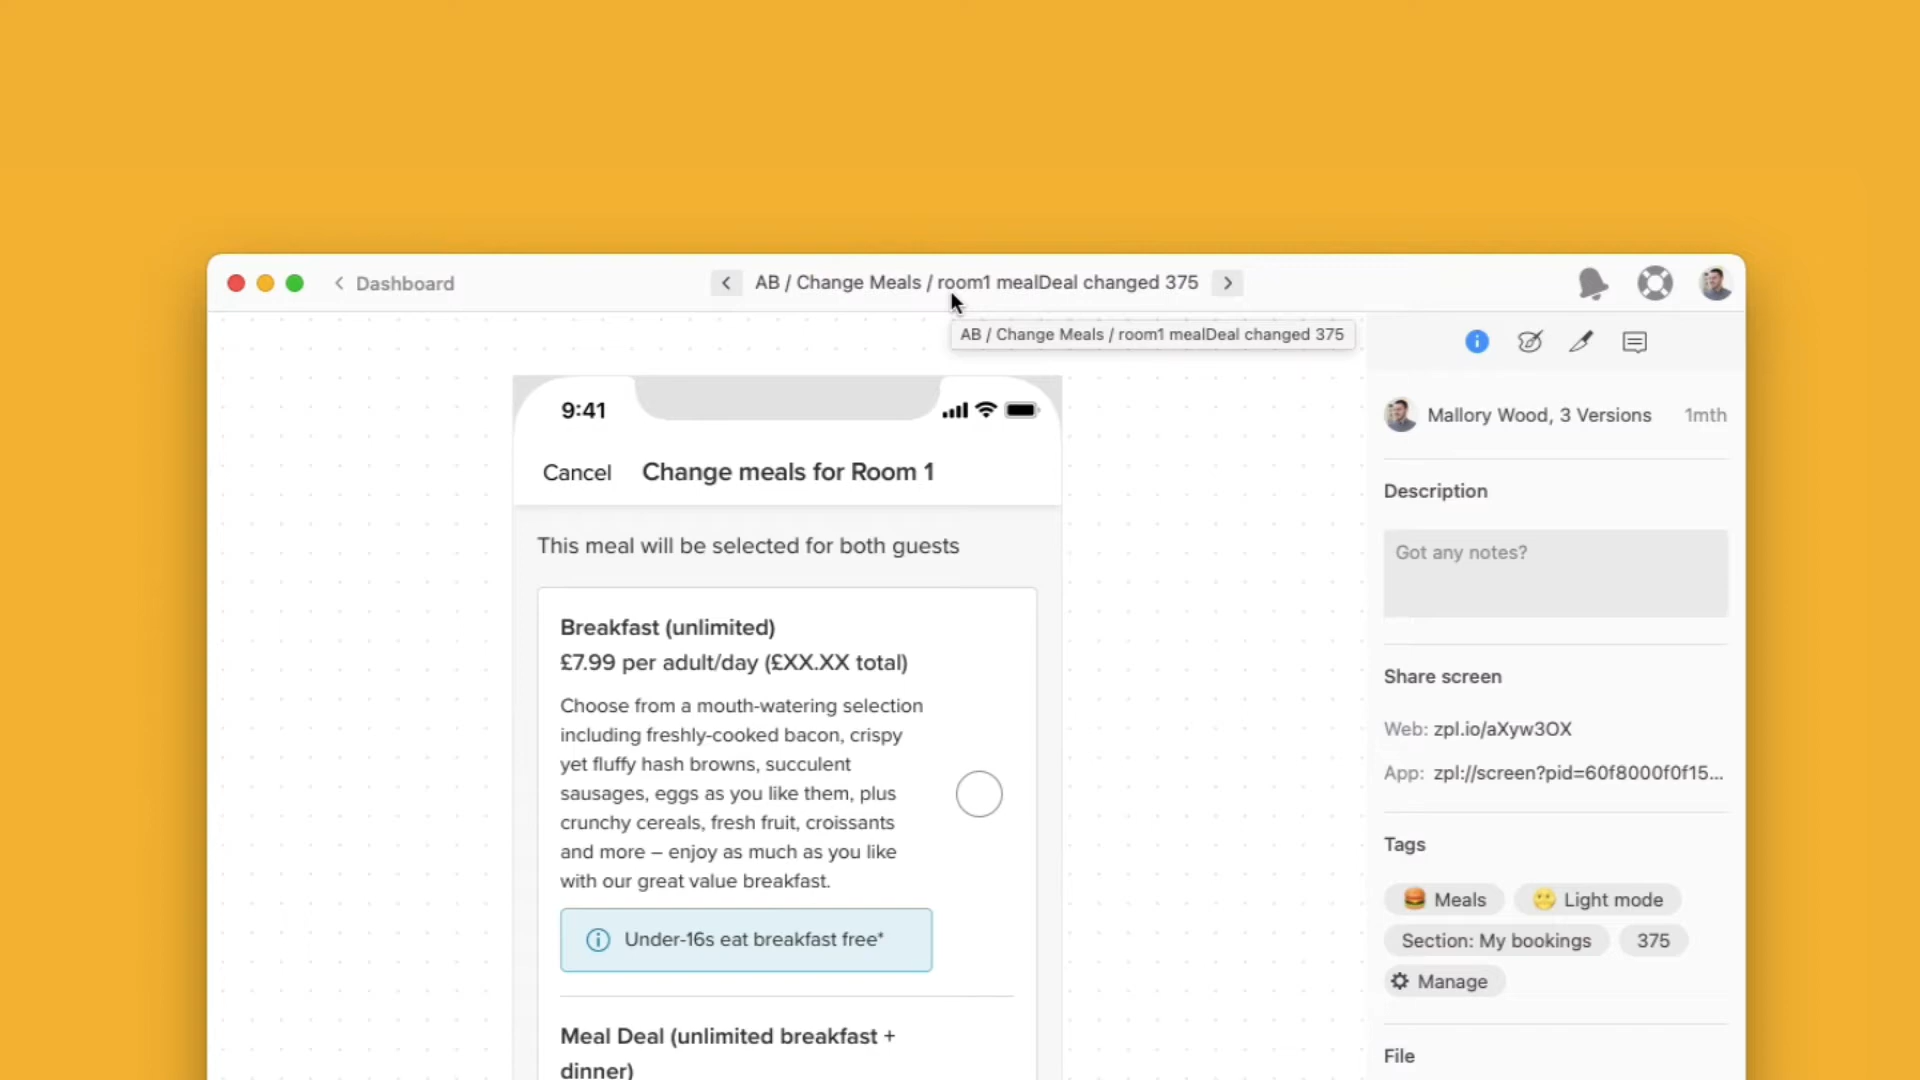 Dashboard
AB / Change Meals / room1 mealDeal changed 375
AB / Change Meals / room1 mealDeal changed 375
9:41
Cancel
Change meals for Room 1
This meal will be selected for both guests
Breakfast (unlimited)
£7.99 per adult/day (£XX.XX total)
Choose from a mouth-watering selection
including freshly-cooked bacon, crispy
yet fluffy hash browns, succulent
sausages, eggs as you like them, plus
crunchy cereals, fresh fruit, croissants
and more – enjoy as much as you like
with our great value breakfast.
Under-16s eat breakfast free*
Meal Deal (unlimited breakfast +
dinner)
Mallory Wood, 3 Versions 1mth
Description
Got any notes?
Share screen
Web: zpl.io/aXyw3OX
App: zpl://screen?pid=60f8000f0f15...
Tags
Meals
Light mode
Section: My bookings
375
Manage
File